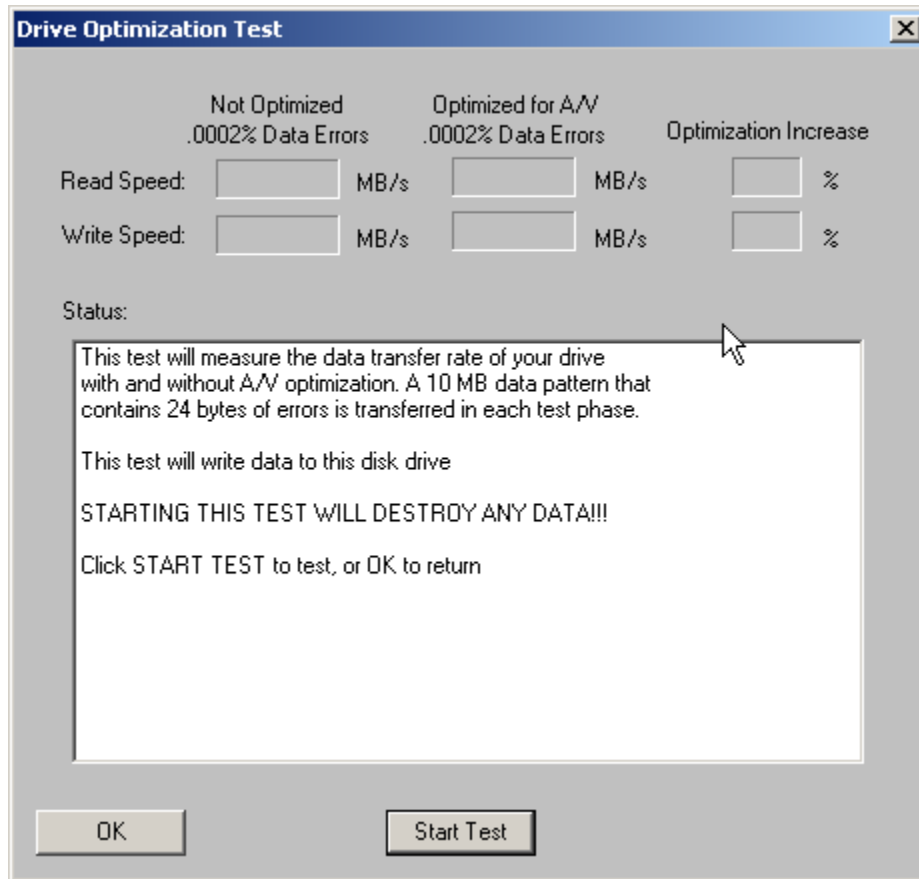 Drive Optimization Test
Not Optimized Optimized for A/V
.0002% Data Errors .0002% Data Errors Optimization Increase
Read Speed: MB/s MB/s %
Write Speed: MB/s MB/s %
Status:
This test will measure the data transfer rate of your drive
with and without A/V optimization. A 10 MB data pattern that
contains 24 bytes of errors is transferred in each test phase.
This test will write data to this disk drive
STARTING THIS TEST WILL DESTROY ANY DATA!!!
Click START TEST to test, or OK to return
OK Start Test